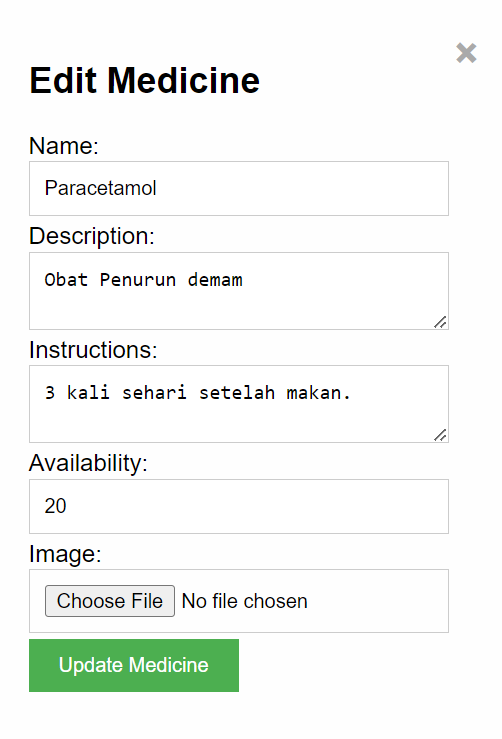 ×
Edit Medicine
Name:
Paracetamol
Description:
Obat Penurun demam
Instructions:
3 kali sehari setelah makan.
Availability:
20
Image:
Choose File No file chosen
Update Medicine